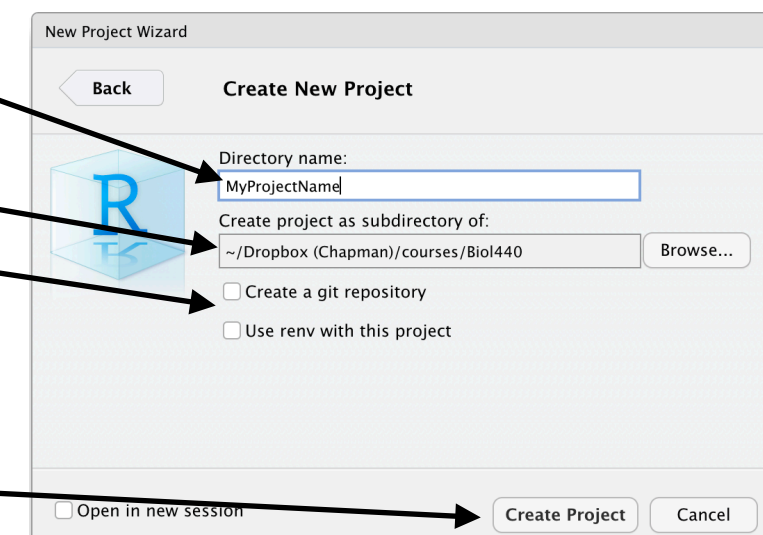 New Project Wizard
Back
Create New Project
R
Directory name:
MyProjectName
Create project as subdirectory of:
~/Dropbox (Chapman)/courses/Biol440
Browse...
Create a git repository
Use renv with this project
Open in new session
Create Project
Cancel